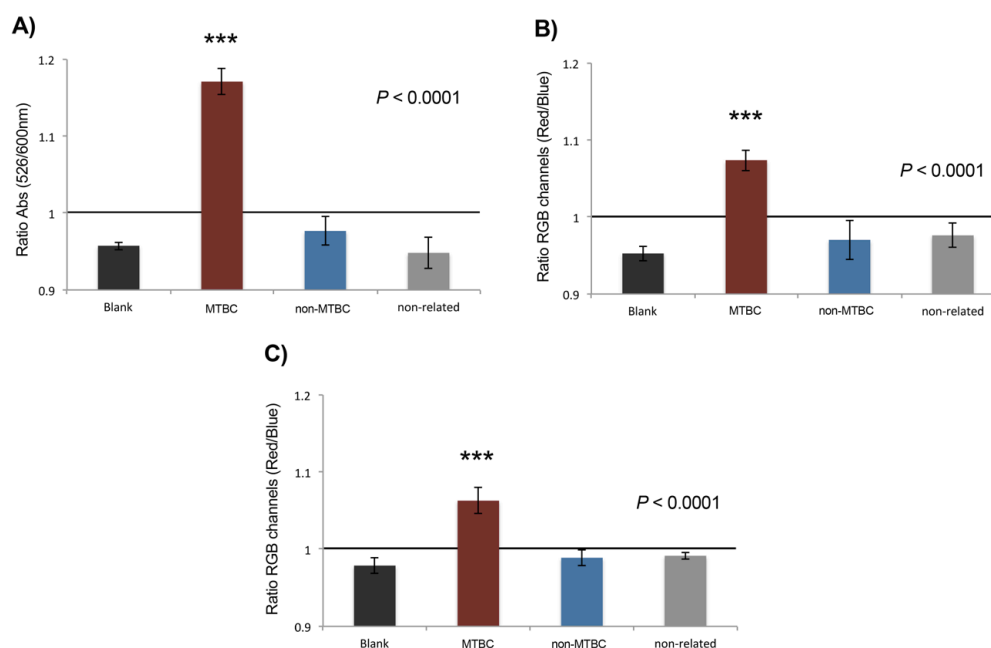 A)
***
Ratio Abs (526/600nm)
1.2
1.1
1
0.9
P < 0.0001
Blank
MTBC
non-MTBC
non-related
B)
***
Ratio RGB channels (Red/Blue)
1.2
1.1
1
0.9
P < 0.0001
Blank
MTBC
non-MTBC
non-related
C)
***
Ratio RGB channels (Red/Blue)
1.2
1.1
1
0.9
P < 0.0001
Blank
MTBC
non-MTBC
non-related